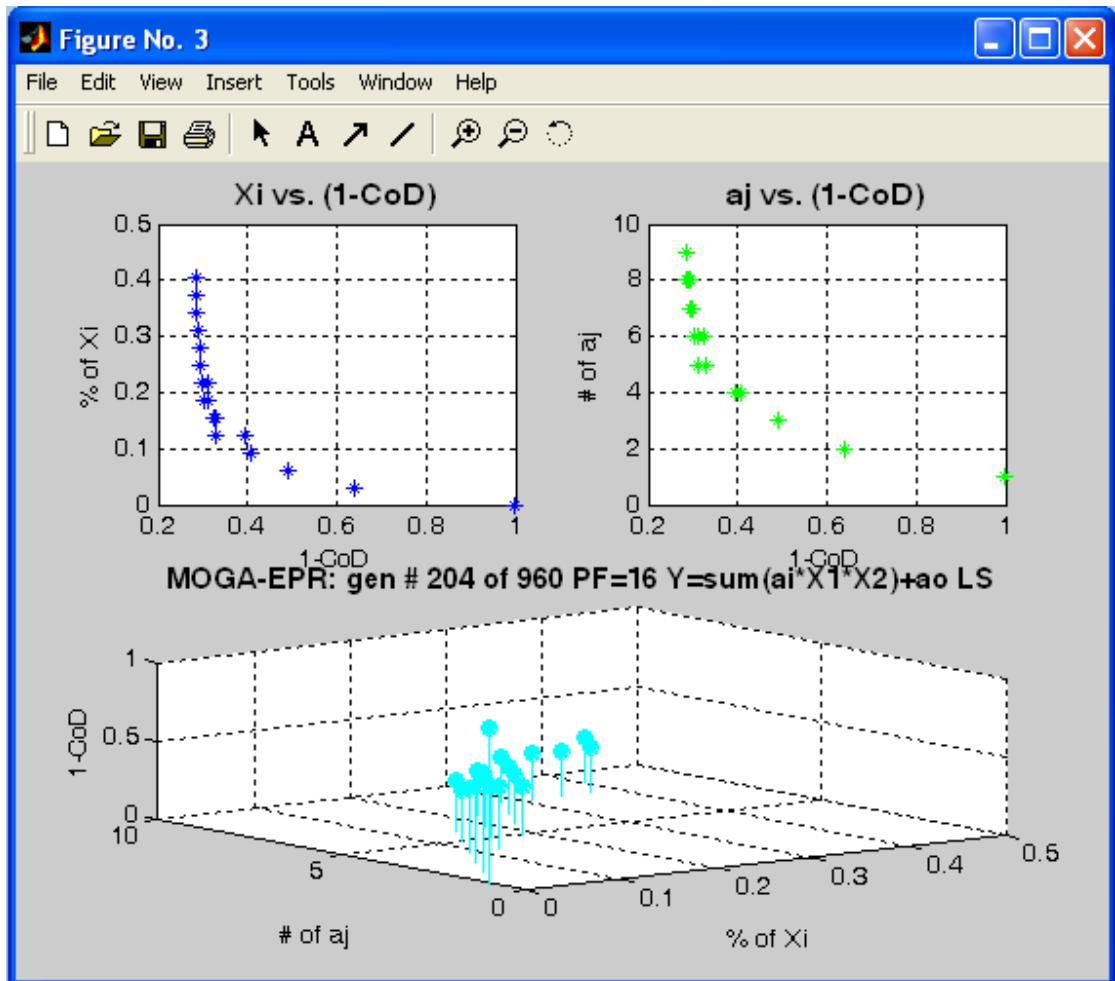 Figure No. 3
File Edit View Insert Tools Window Help
A
Xi vs. (1-CoD)
% of Xi
0.5
0.4
0.3
0.2
0.1
0
0.2 0.4 0.6 0.8 1
1-CoD
aj vs. (1-CoD)
# of aj
10
8
6
4
2
0
0.2 0.4 0.6 0.8 1
1-CoD
MOGA-EPR: gen # 204 of 960 PF=16 Y=sum(ai*X1*X2)+ao LS
1-CoD
1
0.5
0
10
5
0
# of aj
0
0.1
0.2
0.3
0.4
0.5
% of Xi